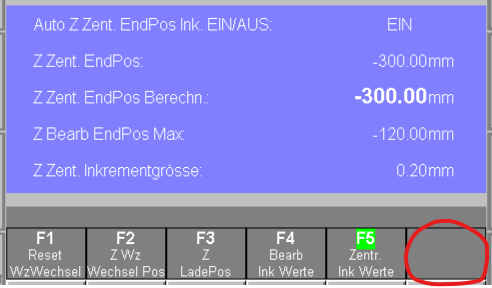 Auto Z Zent. EndPos Ink. EIN/AUS: EIN
Z Zent. EndPos: -300.00mm
Z Zent. EndPos Berechn.: -300.00mm
Z Bearb EndPos Max: -120.00mm
Z Zent. Inkrementgrösse: 0.20mm
F1 F2 F3 F4 F5
Reset Z Wz Z Bearb Zentr.
WzWechsel Wechsel Pos LadePos Ink Werte Ink Werte